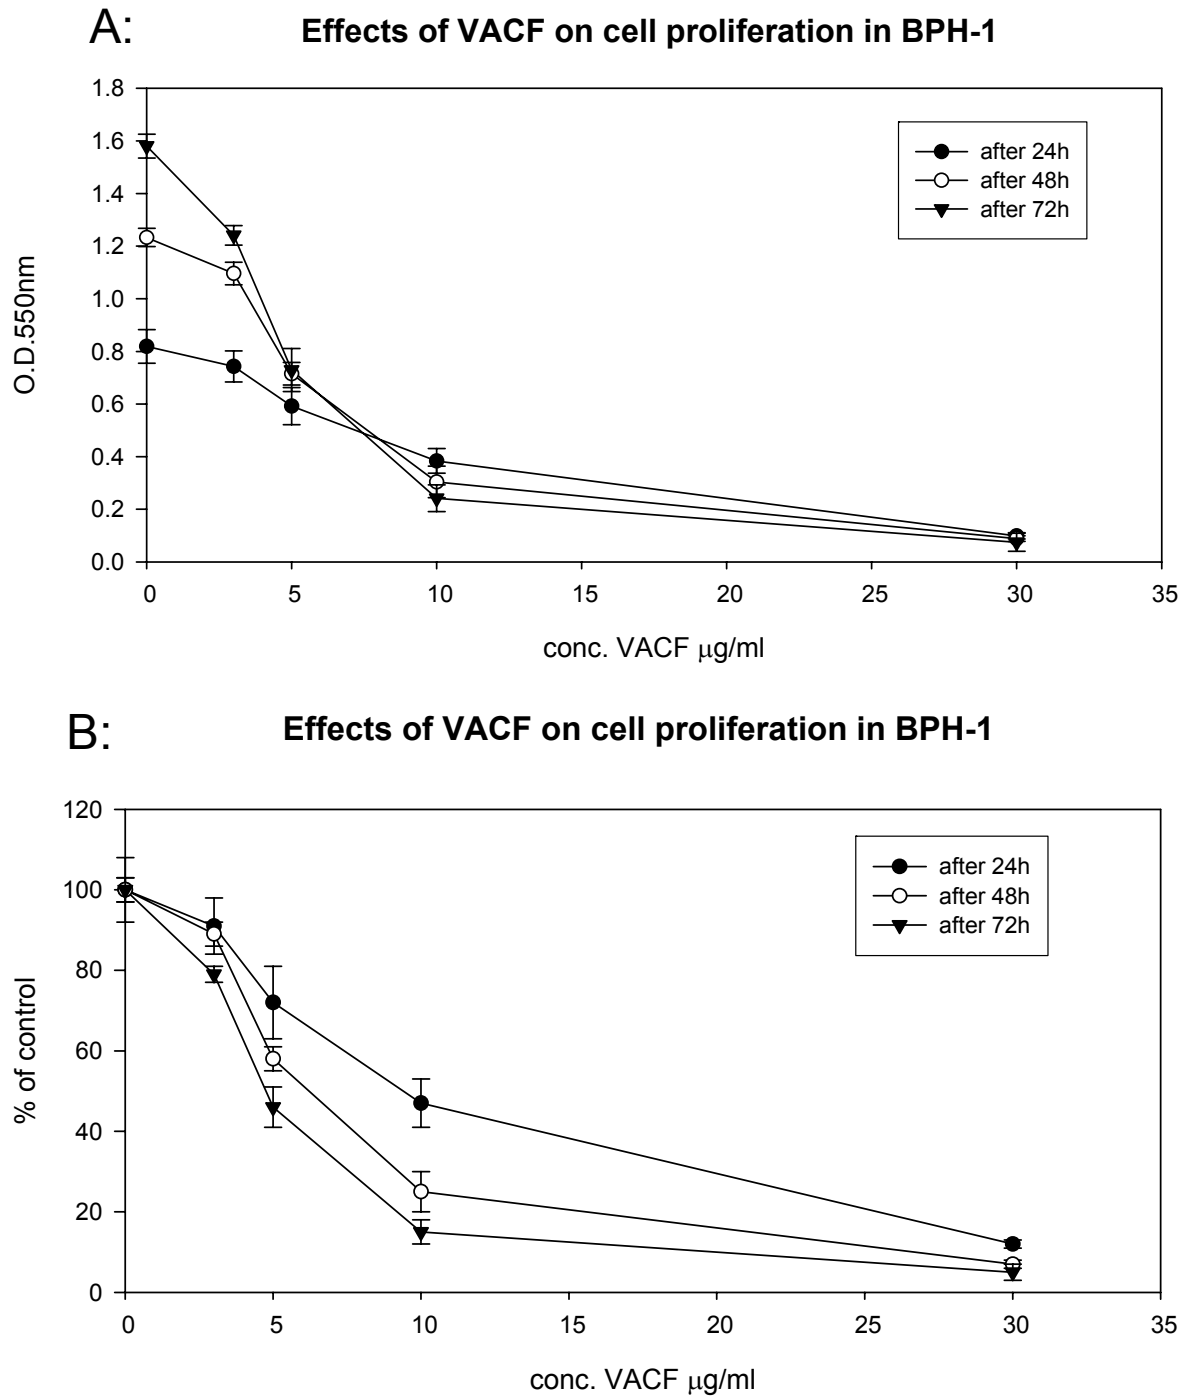 A: Effects of VACF on cell proliferation in BPH-1
1.8
1.6
1.4
1.2
1.0
0.8
0.6
0.4
0.2
0.0
O.D.550nm
after 24h
after 48h
after 72h
0 5 10 15 20 25 30 35
conc. VACF μg/ml
B: Effects of VACF on cell proliferation in BPH-1
120
100
80
60
40
20
0
% of control
after 24h
after 48h
after 72h
0 5 10 15 20 25 30 35
conc. VACF μg/ml